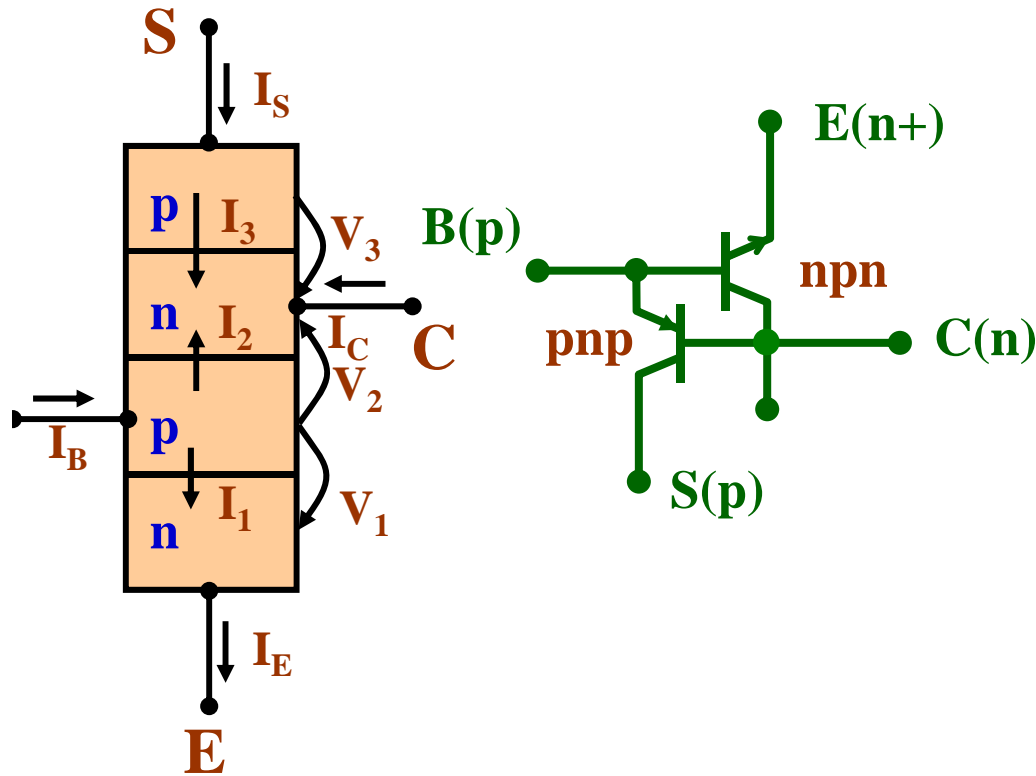 S
I_S
p
I_3
V_3
n
I_2
I_C
C
V_2
I_B
p
I_1
V_1
n
I_E
E
E(n+)
B(p)
npn
pnp
C(n)
S(p)